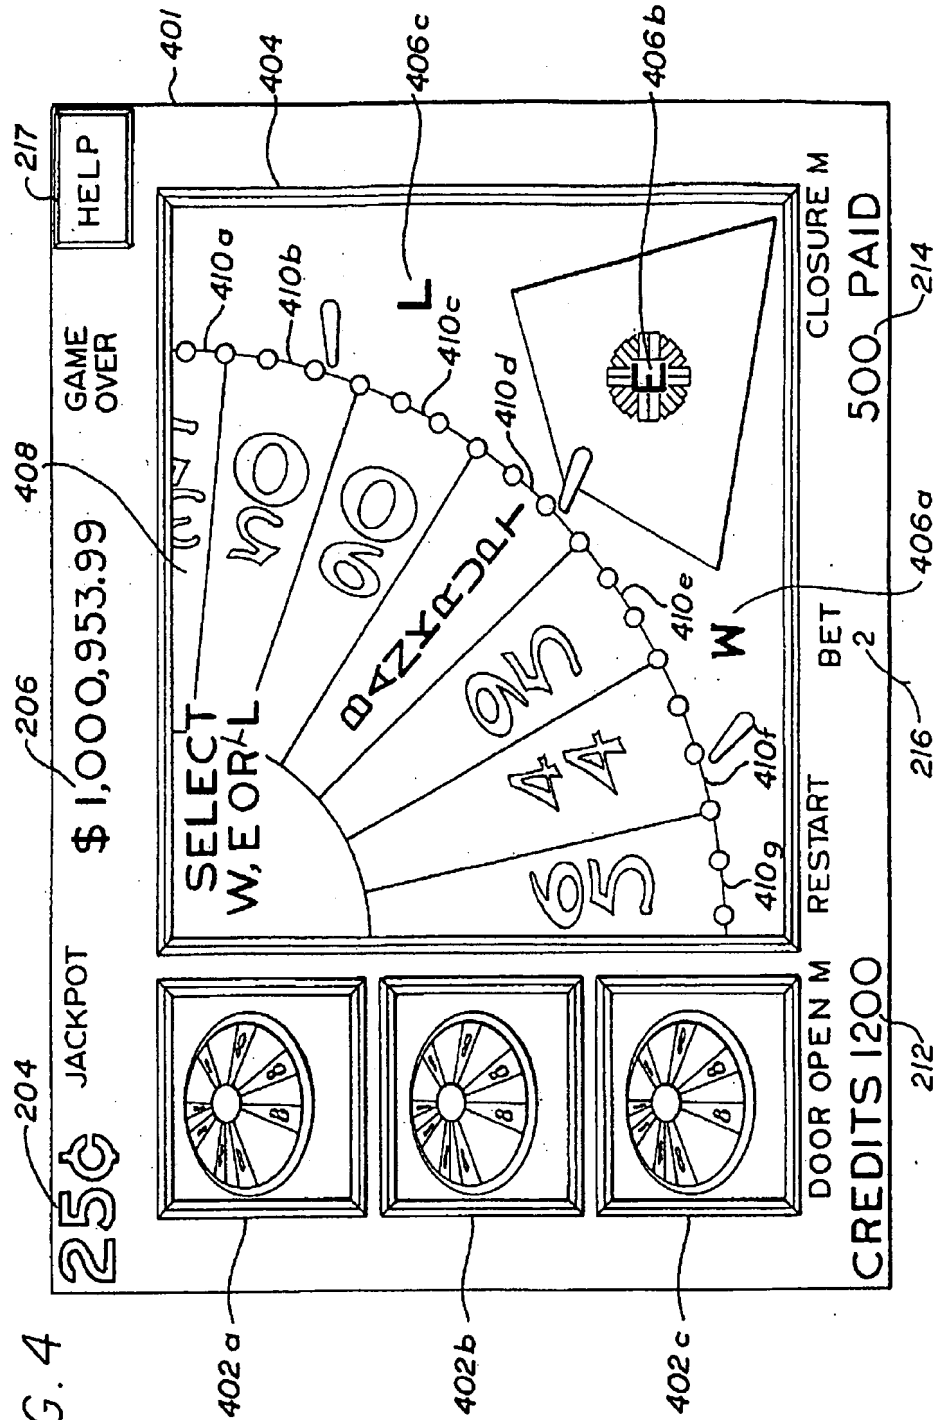 G. 4
204
206
408
217
25¢
JACKPOT
$1,000,953.99
GAME
OVER
HELP
401
402a
SELECT
W, E OR L
50
90
BANKRUPT
95
44
65
410a
410b
410c
410d
410e
410f
410g
404
L
406c
E
406b
W
402b
402c
DOOR OPEN M
RESTART
BET
2
CLOSURE M
CREDITS 1200
500 PAID
212
216
406a
214